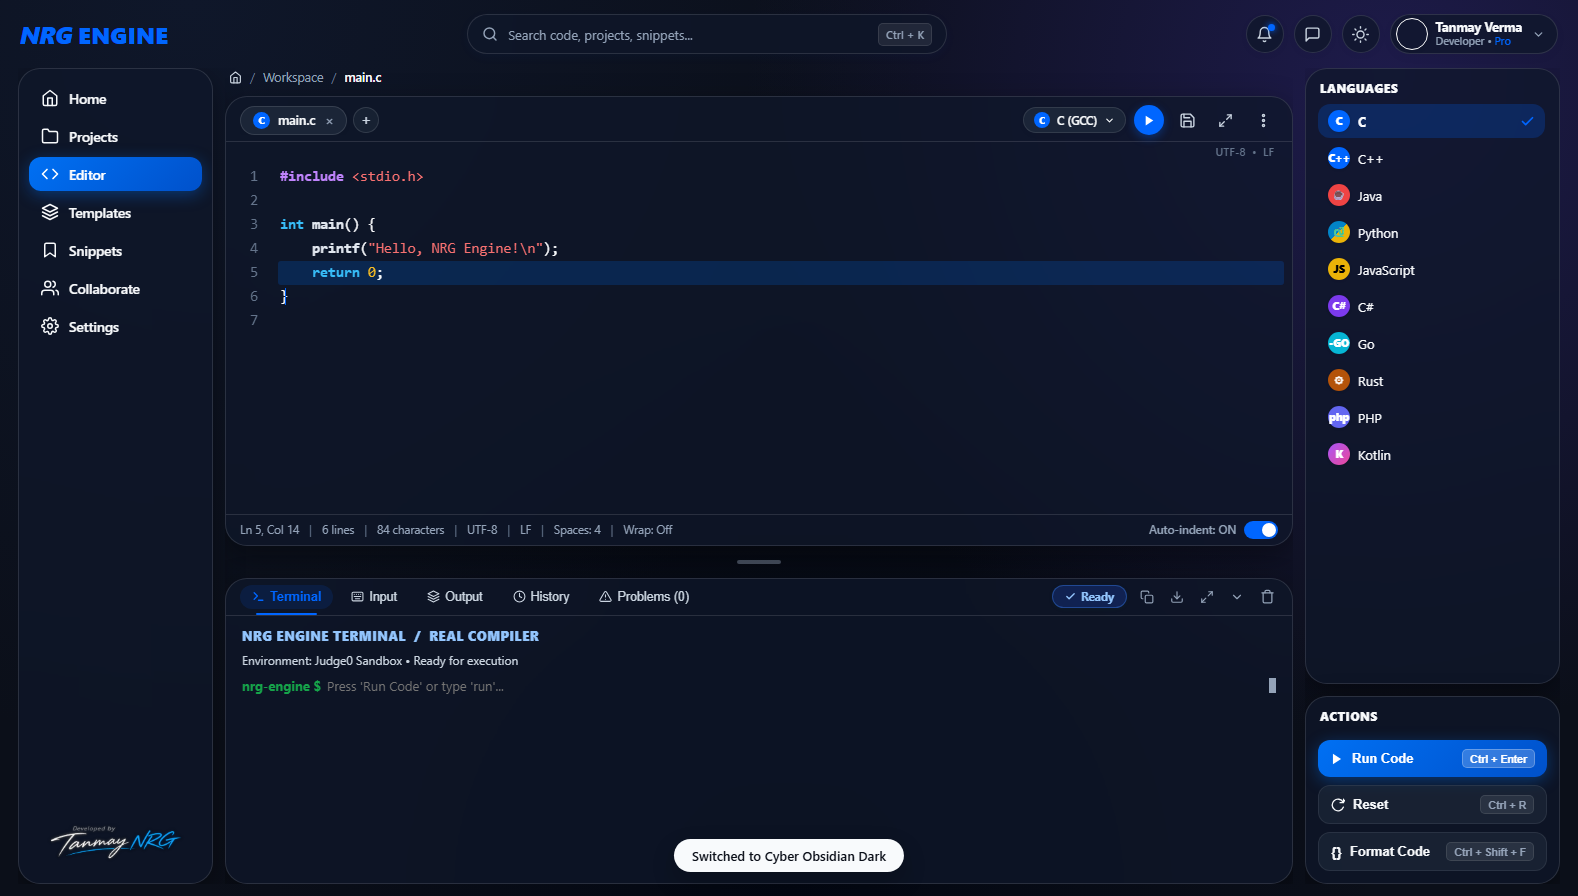 NRG ENGINE
Search code, projects, snippets...
Ctrl + K
Tanmay Verma
Developer • Pro
Home
Projects
Editor
Templates
Snippets
Collaborate
Settings
Developed by
Tanmay NRG
/ Workspace / main.c
C main.c ×
+
C C (GCC)
UTF-8 • LF
1 #include <stdio.h>
2
3 int main() {
4 printf("Hello, NRG Engine!\n");
5 return 0;
6 }
7
Ln 5, Col 14 | 6 lines | 84 characters | UTF-8 | LF | Spaces: 4 | Wrap: Off
Auto-indent: ON
Terminal
Input
Output
History
Problems (0)
Ready
NRG ENGINE TERMINAL / REAL COMPILER
Environment: Judge0 Sandbox • Ready for execution
nrg-engine $ Press 'Run Code' or type 'run'...
Switched to Cyber Obsidian Dark
LANGUAGES
C C
C++ C++
Java
Python
JS JavaScript
C# C#
-GO Go
Rust
php PHP
K Kotlin
ACTIONS
Run Code Ctrl + Enter
Reset Ctrl + R
{} Format Code Ctrl + Shift + F